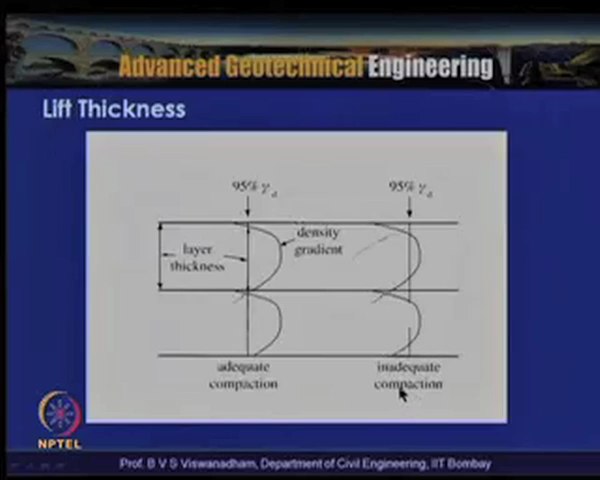 Advanced Geotechnical Engineering
Lift Thickness
95% γd
95% γd
density
gradient
layer
thickness
adequate
compaction
inadequate
compaction
NPTEL
Prof. B V S Viswanadham, Department of Civil Engineering, IIT Bombay